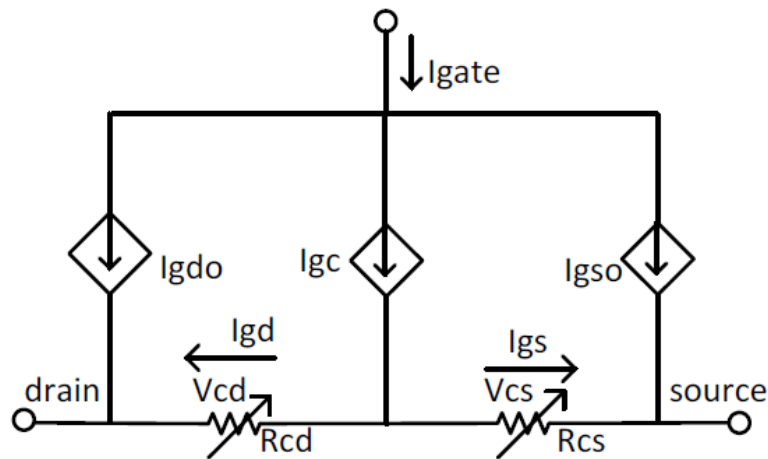 Igate
Igdo
Igc
Igso
Igd
Igs
drain
Vcd
Vcs
source
Rcd
Rcs